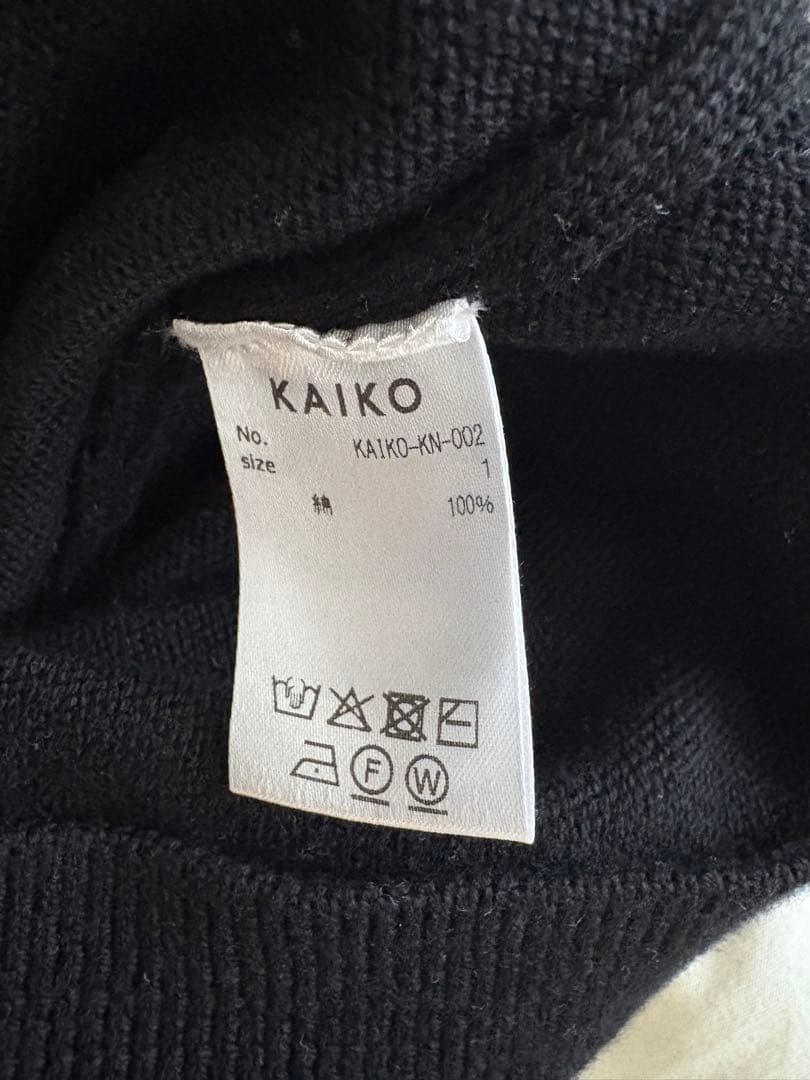 KAIKO
No. KAIKO-KN-002
size 1
綿 100%
F W